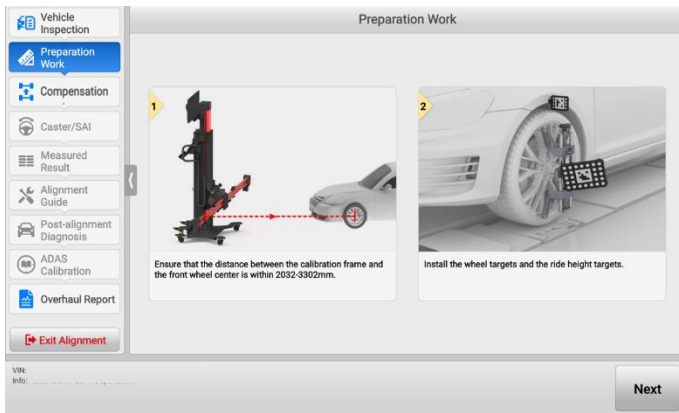 Vehicle
Inspection
Preparation
Work
Compensation
Caster/SAI
Measured
Result
Alignment
Guide
Post-alignment
Diagnosis
ADAS
Calibration
Overhaul Report
Exit Alignment
Preparation Work
1
Ensure that the distance between the calibration frame and
the front wheel center is within 2032-3302mm.
2
Install the wheel targets and the ride height targets.
VIN:
Info:
Next